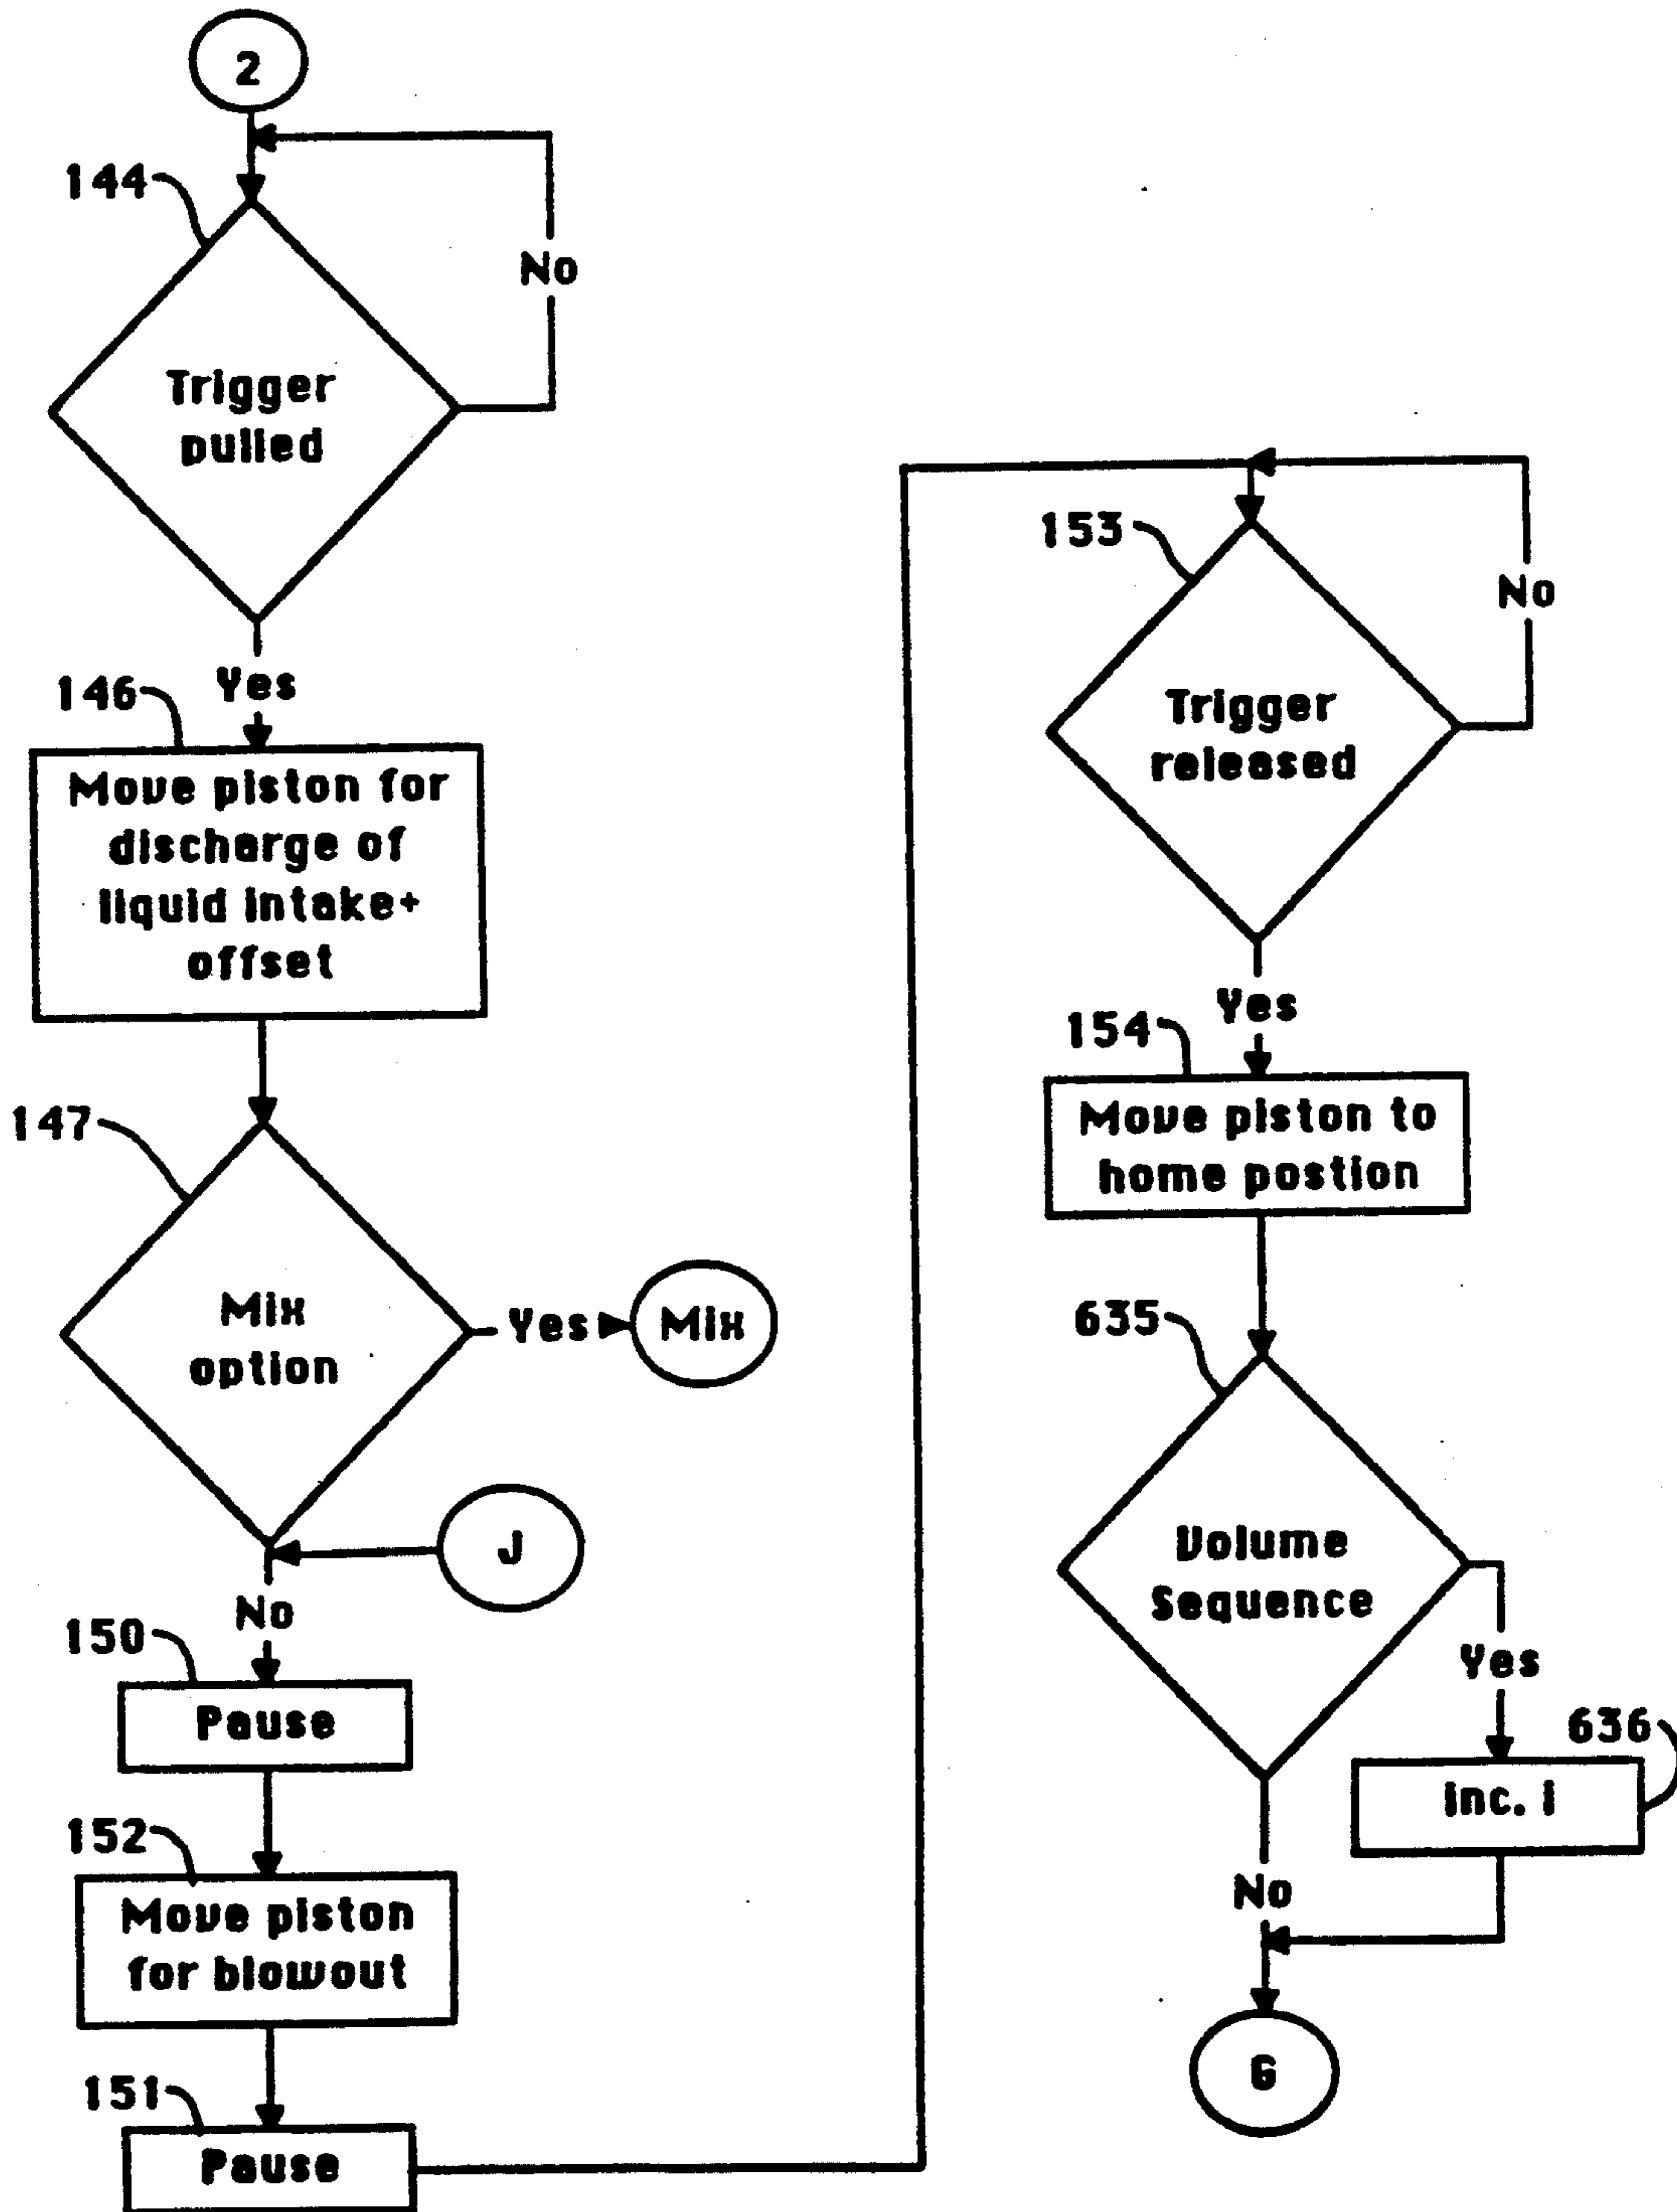 2
144
No
Trigger
pulled
Yes
146
Move piston for
discharge of
liquid intake+
offset
147
Mix
option
Yes
Mix
J
No
150
Pause
152
Move piston
for blowout
151
Pause
153
No
Trigger
released
Yes
154
Move piston to
home postion
635
Volume
Sequence
Yes
636
inc. i
No
G